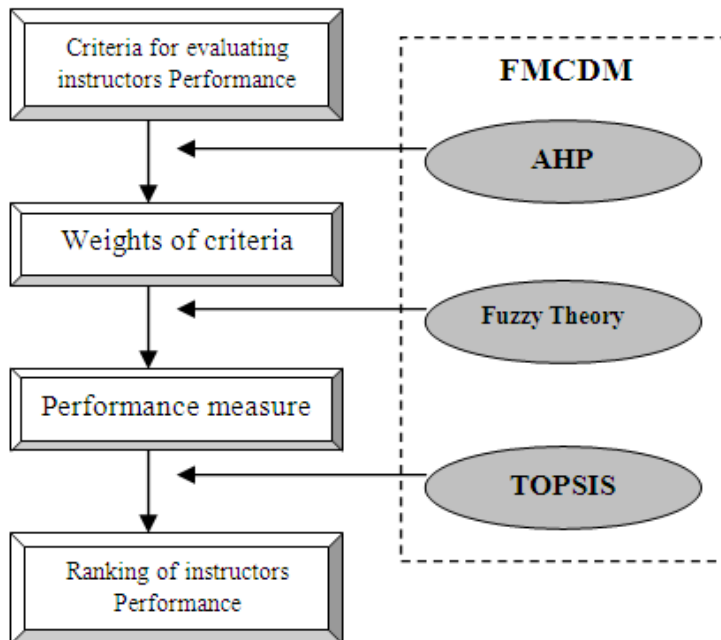 Criteria for evaluating
instructors Performance
FMCDM
AHP
Weights of criteria
Fuzzy Theory
Performance measure
TOPSIS
Ranking of instructors
Performance